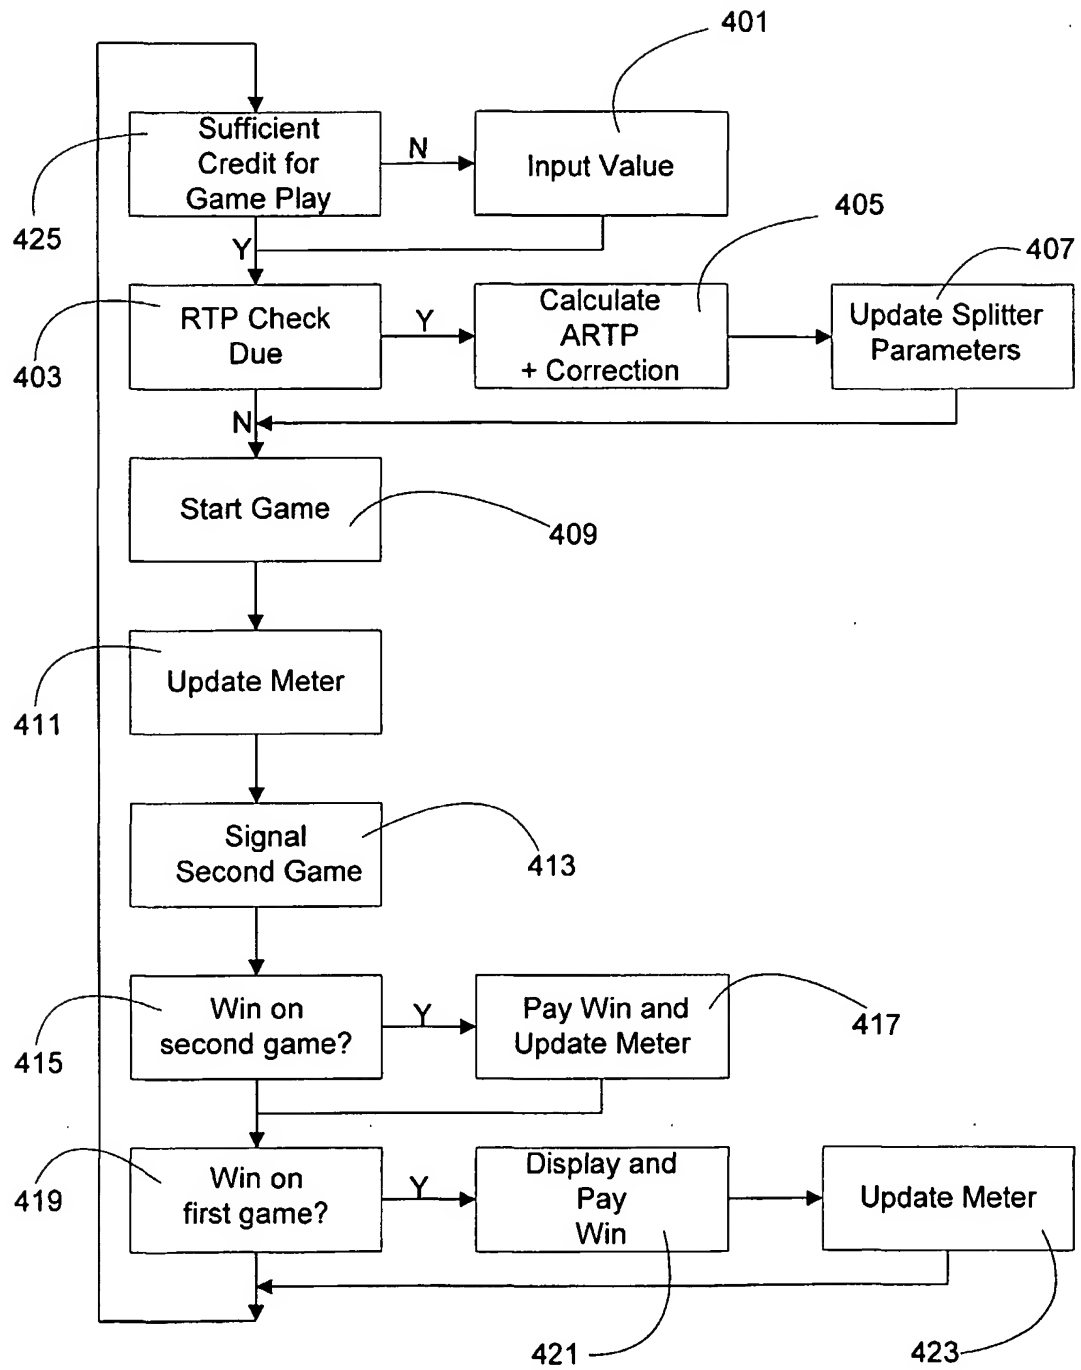 401
Sufficient
Credit for
Game Play
N
Input Value
425
Y
405
407
RTP Check
Due
Y
Calculate
ARTP
+ Correction
Update Splitter
Parameters
403
N
Start Game
409
Update Meter
411
Signal
Second Game
413
Win on
second game?
Y
Pay Win and
Update Meter
415
417
Win on
first game?
Y
Display and
Pay
Win
Update Meter
419
421
423